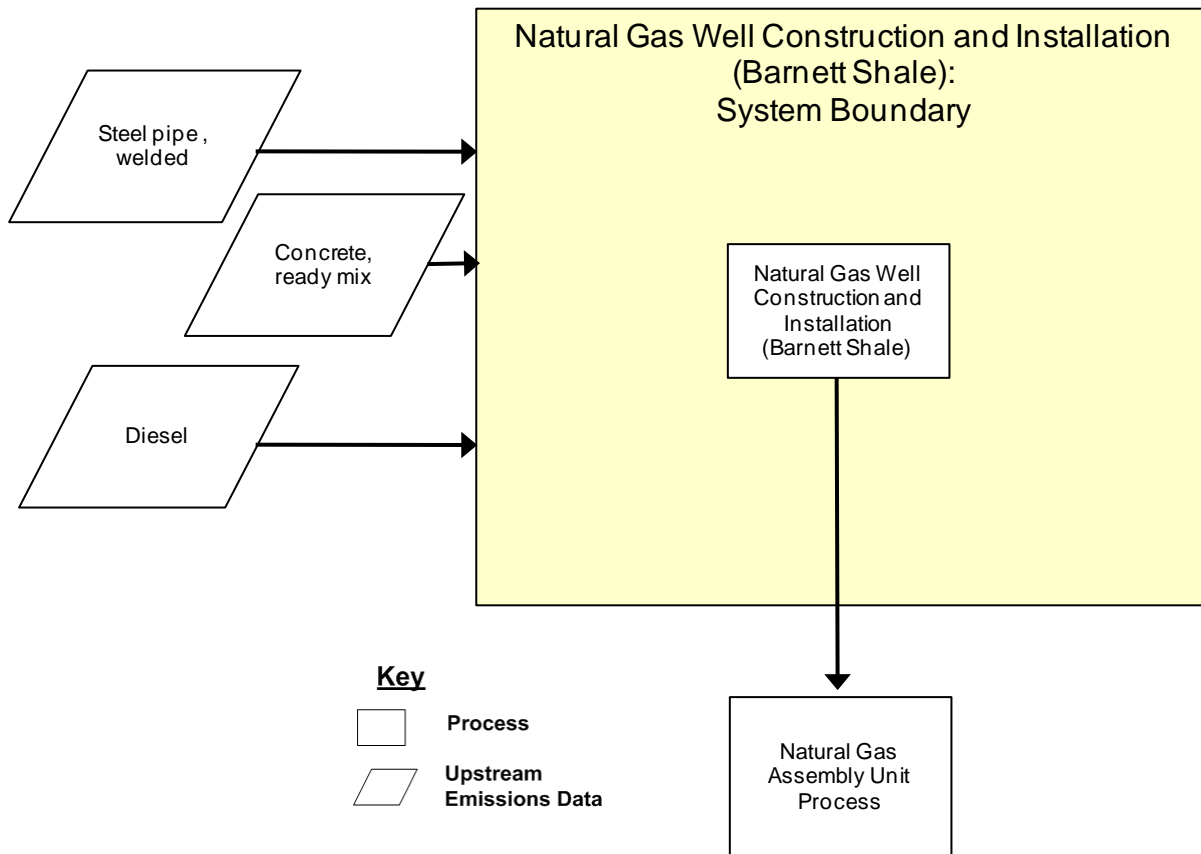 Natural Gas Well Construction and Installation
(Barnett Shale):
System Boundary
Steel pipe ,
welded
Concrete,
ready mix
Diesel
Natural Gas Well
Construction and
Installation
(Barnett Shale)
Key
Process
Upstream
Emissions Data
Natural Gas
Assembly Unit
Process